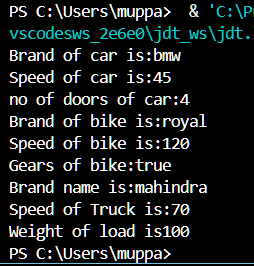 PS C:\Users\muppa>  & 'C:\P
vscodesws_2e6e0\jdt_ws\jdt.
Brand of car is:bmw
Speed of car is:45
no of doors of car:4
Brand of bike is:royal
Speed of bike is:120
Gears of bike:true
Brand name is:mahindra
Speed of Truck is:70
Weight of load is100
PS C:\Users\muppa>